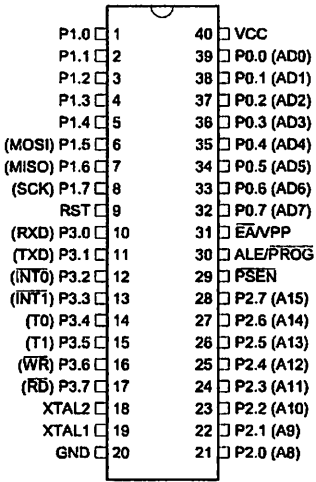 P1.0 1 40 VCC
P1.1 2 39 P0.0 (AD0)
P1.2 3 38 P0.1 (AD1)
P1.3 4 37 P0.2 (AD2)
P1.4 5 36 P0.3 (AD3)
(MOSI) P1.5 6 35 P0.4 (AD4)
(MISO) P1.6 7 34 P0.5 (AD5)
(SCK) P1.7 8 33 P0.6 (AD6)
RST 9 32 P0.7 (AD7)
(RXD) P3.0 10 31 E̅A̅/VPP
(TXD) P3.1 11 30 ALE/P̅R̅O̅G̅
(I̅N̅T̅0̅) P3.2 12 29 P̅S̅E̅N̅
(I̅N̅T̅1̅) P3.3 13 28 P2.7 (A15)
(T0) P3.4 14 27 P2.6 (A14)
(T1) P3.5 15 26 P2.5 (A13)
(W̅R̅) P3.6 16 25 P2.4 (A12)
(R̅D̅) P3.7 17 24 P2.3 (A11)
XTAL2 18 23 P2.2 (A10)
XTAL1 19 22 P2.1 (A9)
GND 20 21 P2.0 (A8)